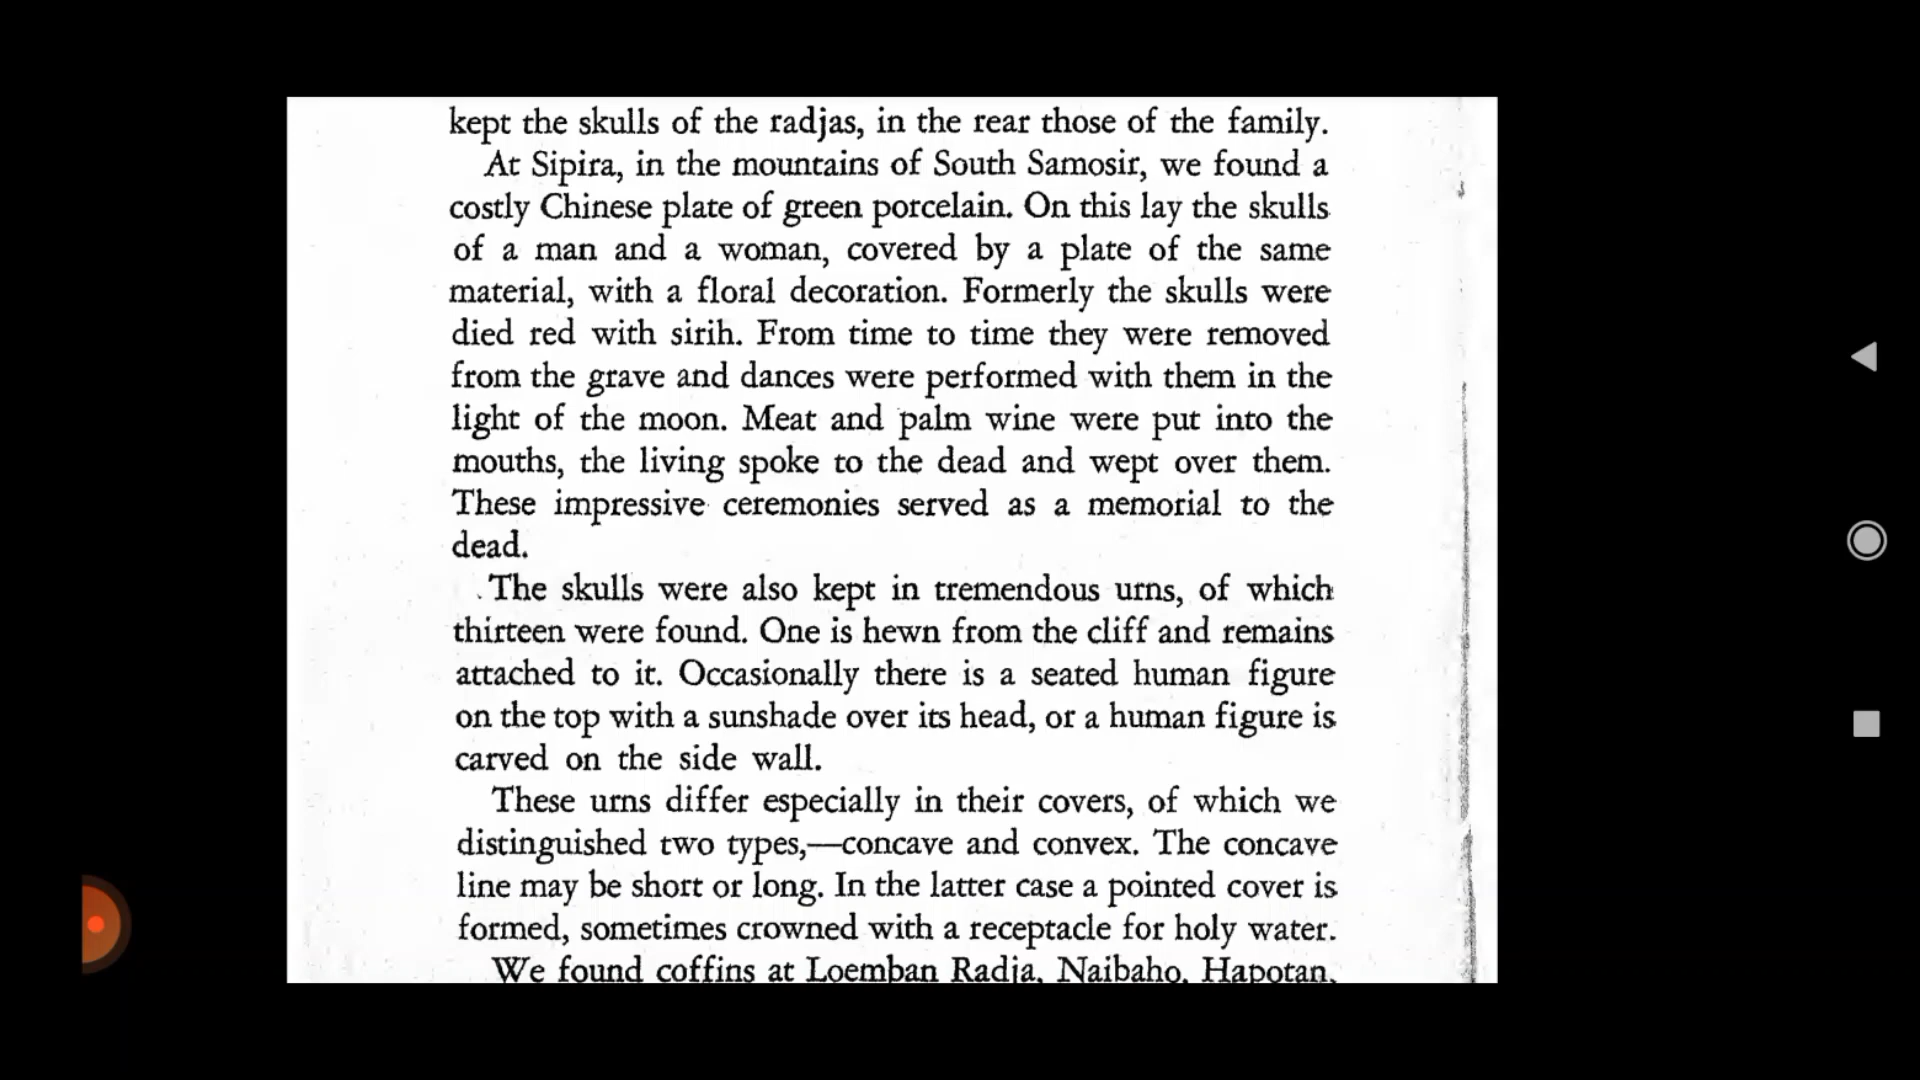 kept the skulls of the radjas, in the rear those of the family.
At Sipira, in the mountains of South Samosir, we found a
costly Chinese plate of green porcelain. On this lay the skulls
of a man and a woman, covered by a plate of the same
material, with a floral decoration. Formerly the skulls were
died red with sirih. From time to time they were removed
from the grave and dances were performed with them in the
light of the moon. Meat and palm wine were put into the
mouths, the living spoke to the dead and wept over them.
These impressive ceremonies served as a memorial to the
dead.
The skulls were also kept in tremendous urns, of which
thirteen were found. One is hewn from the cliff and remains
attached to it. Occasionally there is a seated human figure
on the top with a sunshade over its head, or a human figure is
carved on the side wall.
These urns differ especially in their covers, of which we
distinguished two types,—concave and convex. The concave
line may be short or long. In the latter case a pointed cover is
formed, sometimes crowned with a receptacle for holy water.
We found coffins at Loemban Radja, Naibaho, Hapotan,